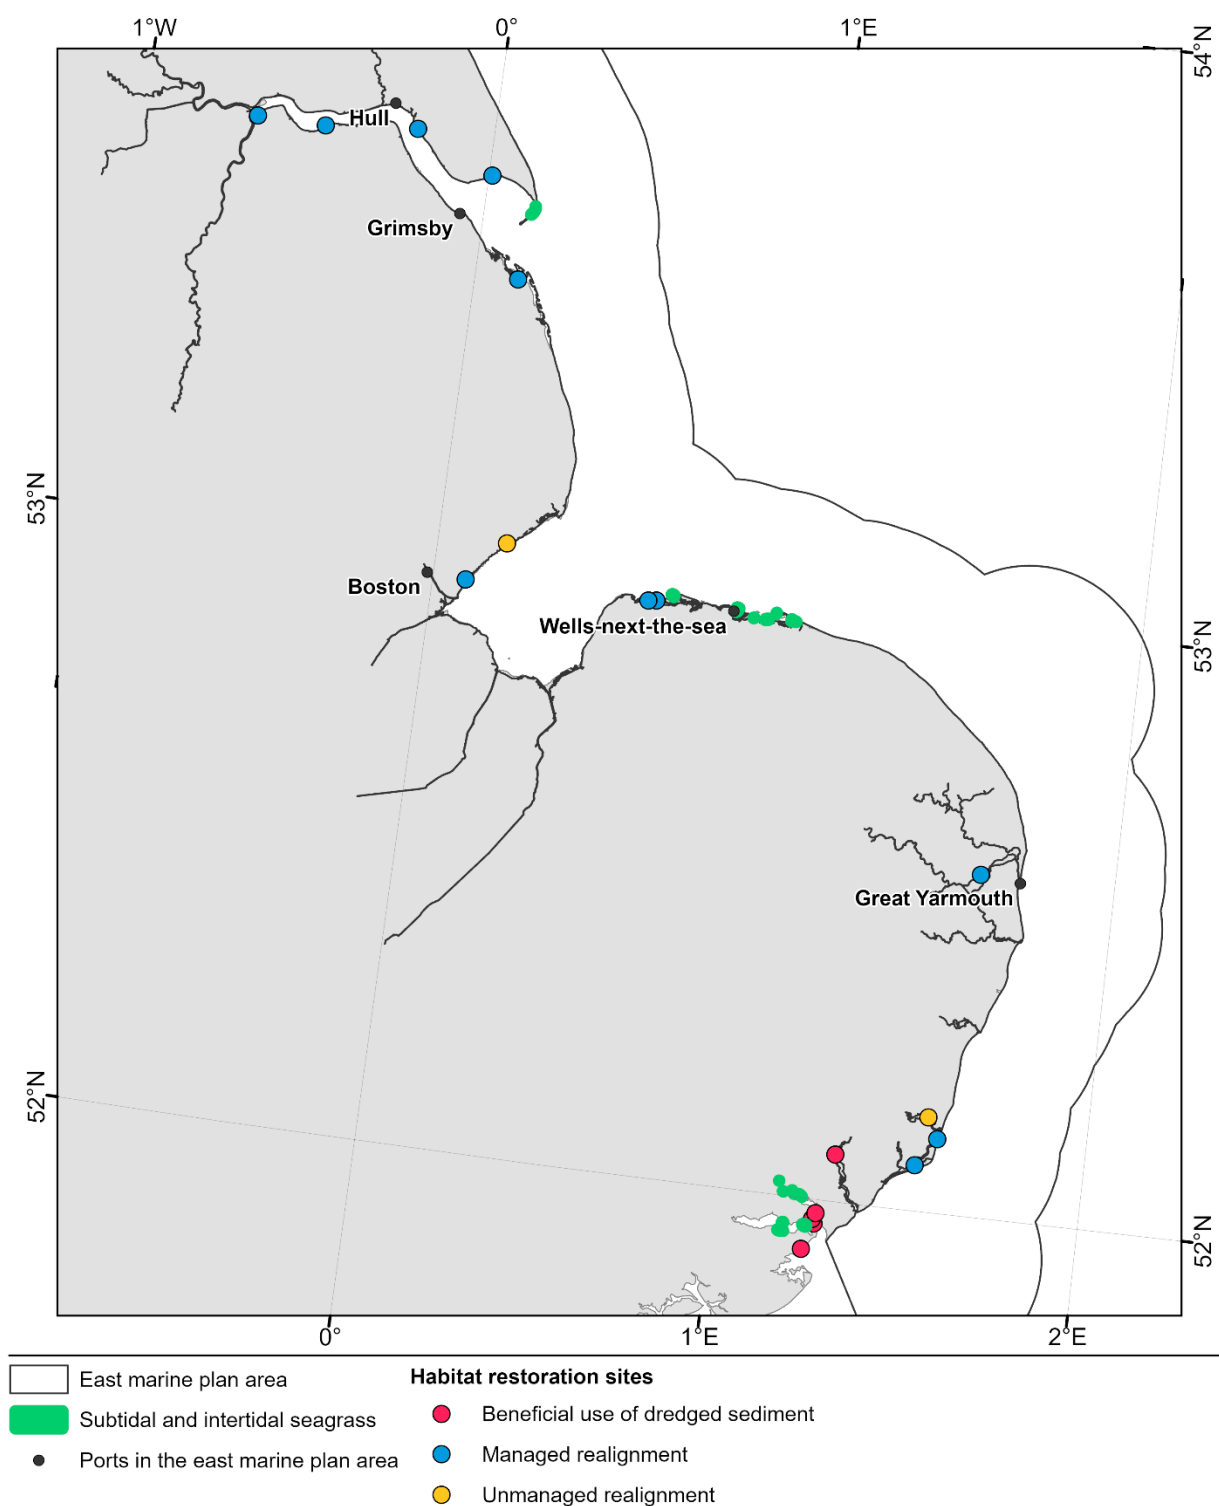 1°W
0°
1°E
54°N
Hull
Grimsby
53°N
Boston
Wells-next-the-sea
53°N
Great Yarmouth
52°N
52°N
0°
1°E
2°E
East marine plan area
Subtidal and intertidal seagrass
Ports in the east marine plan area
Habitat restoration sites
Beneficial use of dredged sediment
Managed realignment
Unmanaged realignment